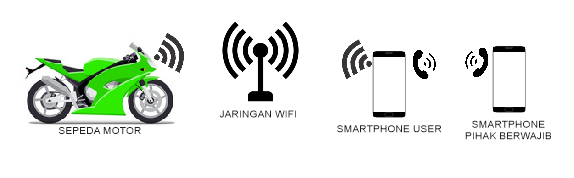 SEPEDA MOTOR
JARINGAN WIFI
SMARTPHONE USER
SMARTPHONE
PIHAK BERWAJIB